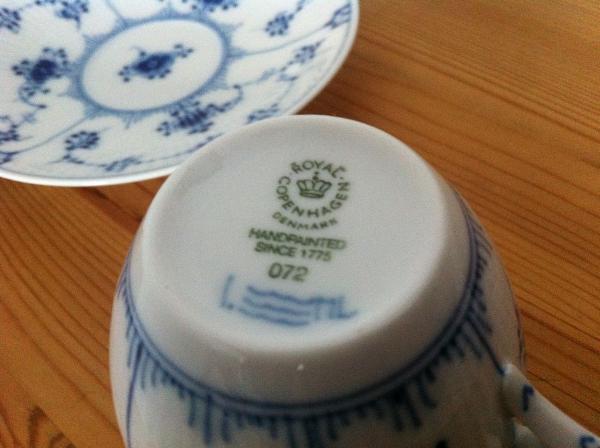 ROYAL
COPENHAGEN
DENMARK
HANDPAINTED
SINCE 1775
072